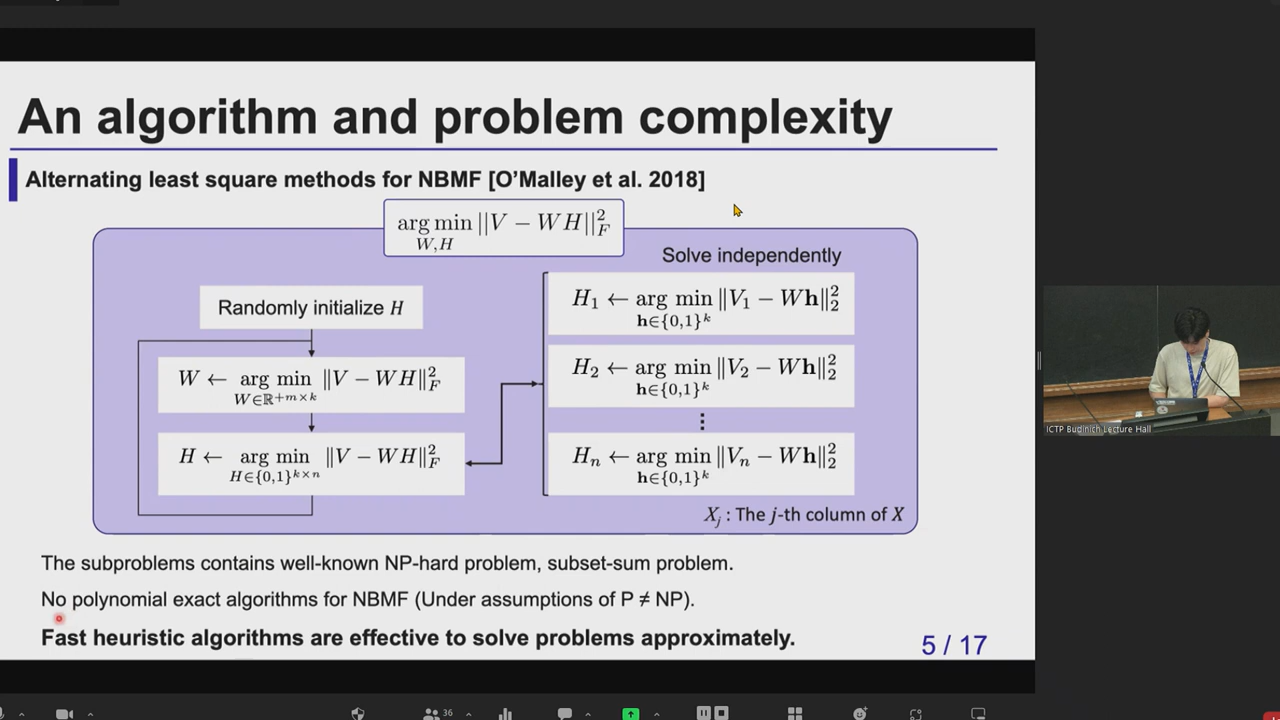 An algorithm and problem complexity
Alternating least square methods for NBMF [O'Malley et al. 2018]
arg min ||V − WH||²_F
W,H
Solve independently
Randomly initialize H
W ← arg min ‖V − WH‖²_F
W∈ℝ^{+m×k}
H ← arg min ‖V − WH‖²_F
H∈{0,1}^{k×n}
H₁ ← arg min ‖V₁ − Wh‖²₂
h∈{0,1}^k
H₂ ← arg min ‖V₂ − Wh‖²₂
h∈{0,1}^k
⋮
Hₙ ← arg min ‖Vₙ − Wh‖²₂
h∈{0,1}^k
X_j : The j-th column of X
The subproblems contains well-known NP-hard problem, subset-sum problem.
No polynomial exact algorithms for NBMF (Under assumptions of P ≠ NP).
Fast heuristic algorithms are effective to solve problems approximately.
5 / 17
ICTP Budinich Lecture Hall
36